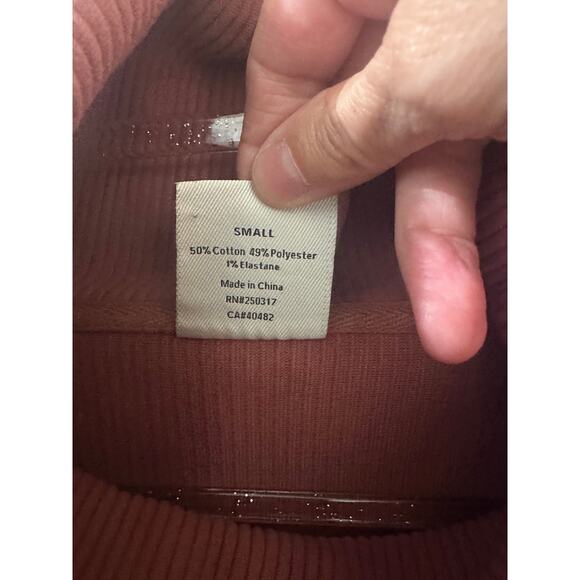 SMALL
50% Cotton 49% Polyester
1% Elastane
Made in China
RN#250317
CA#40482